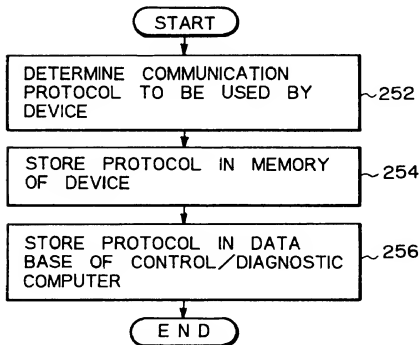 START
DETERMINE COMMUNICATION
PROTOCOL TO BE USED BY
DEVICE
252
STORE PROTOCOL IN MEMORY
OF DEVICE
254
STORE PROTOCOL IN DATA
BASE OF CONTROL/DIAGNOSTIC
COMPUTER
256
END